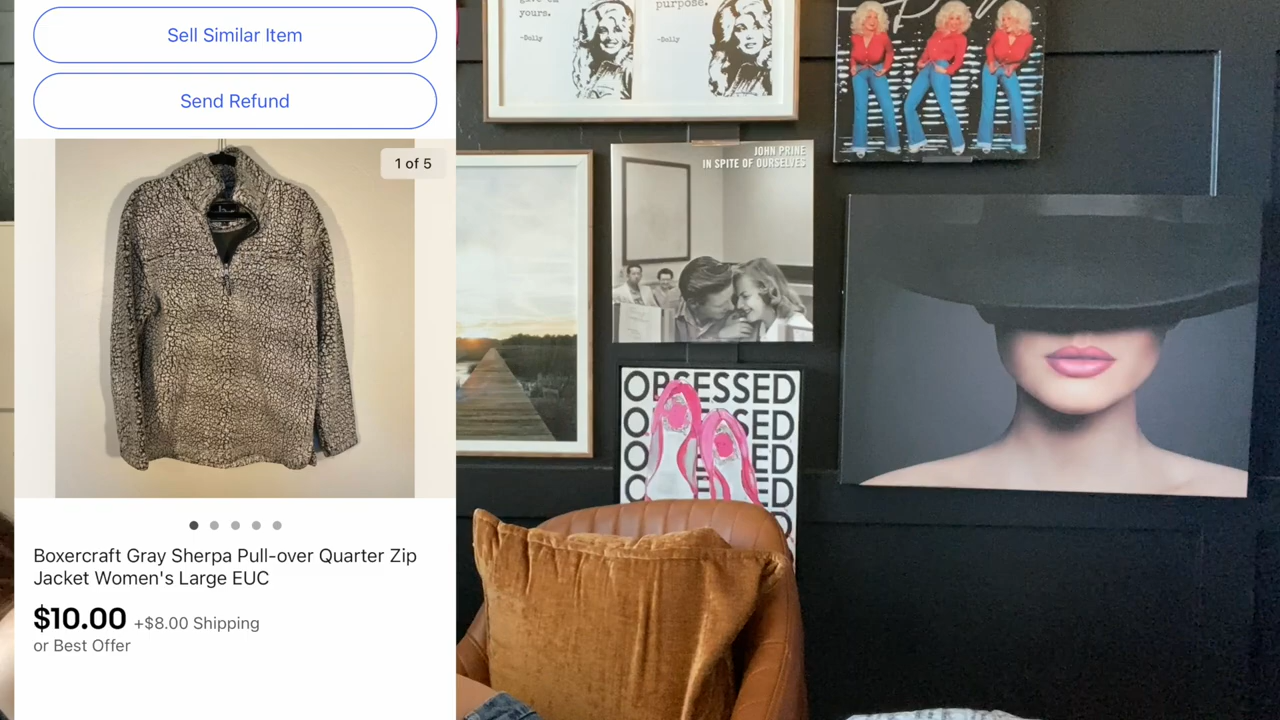 Sell Similar Item
Send Refund
1 of 5
Boxercraft Gray Sherpa Pull-over Quarter Zip
Jacket Women's Large EUC
$10.00 +$8.00 Shipping
or Best Offer
yours.
-Dolly
purpose.
-Dolly
JOHN PRINE
IN SPITE OF OURSELVES
OBSESSED